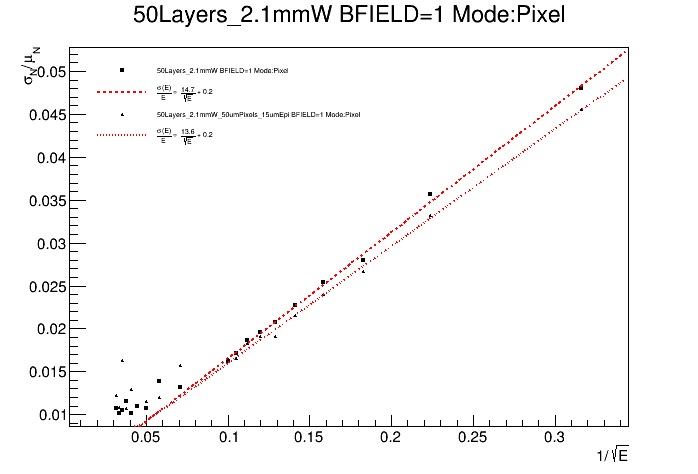 50Layers_2.1mmW BFIELD=1 Mode:Pixel
σN/μN
50Layers_2.1mmW BFIELD=1 Mode:Pixel
σ(E)/E = 14.7/√E + 0.2
50Layers_2.1mmW_50umPixels_15umEpi BFIELD=1 Mode:Pixel
σ(E)/E = 13.6/√E + 0.2
0.05
0.045
0.04
0.035
0.03
0.025
0.02
0.015
0.01
0.05 0.1 0.15 0.2 0.25 0.3
1/√E